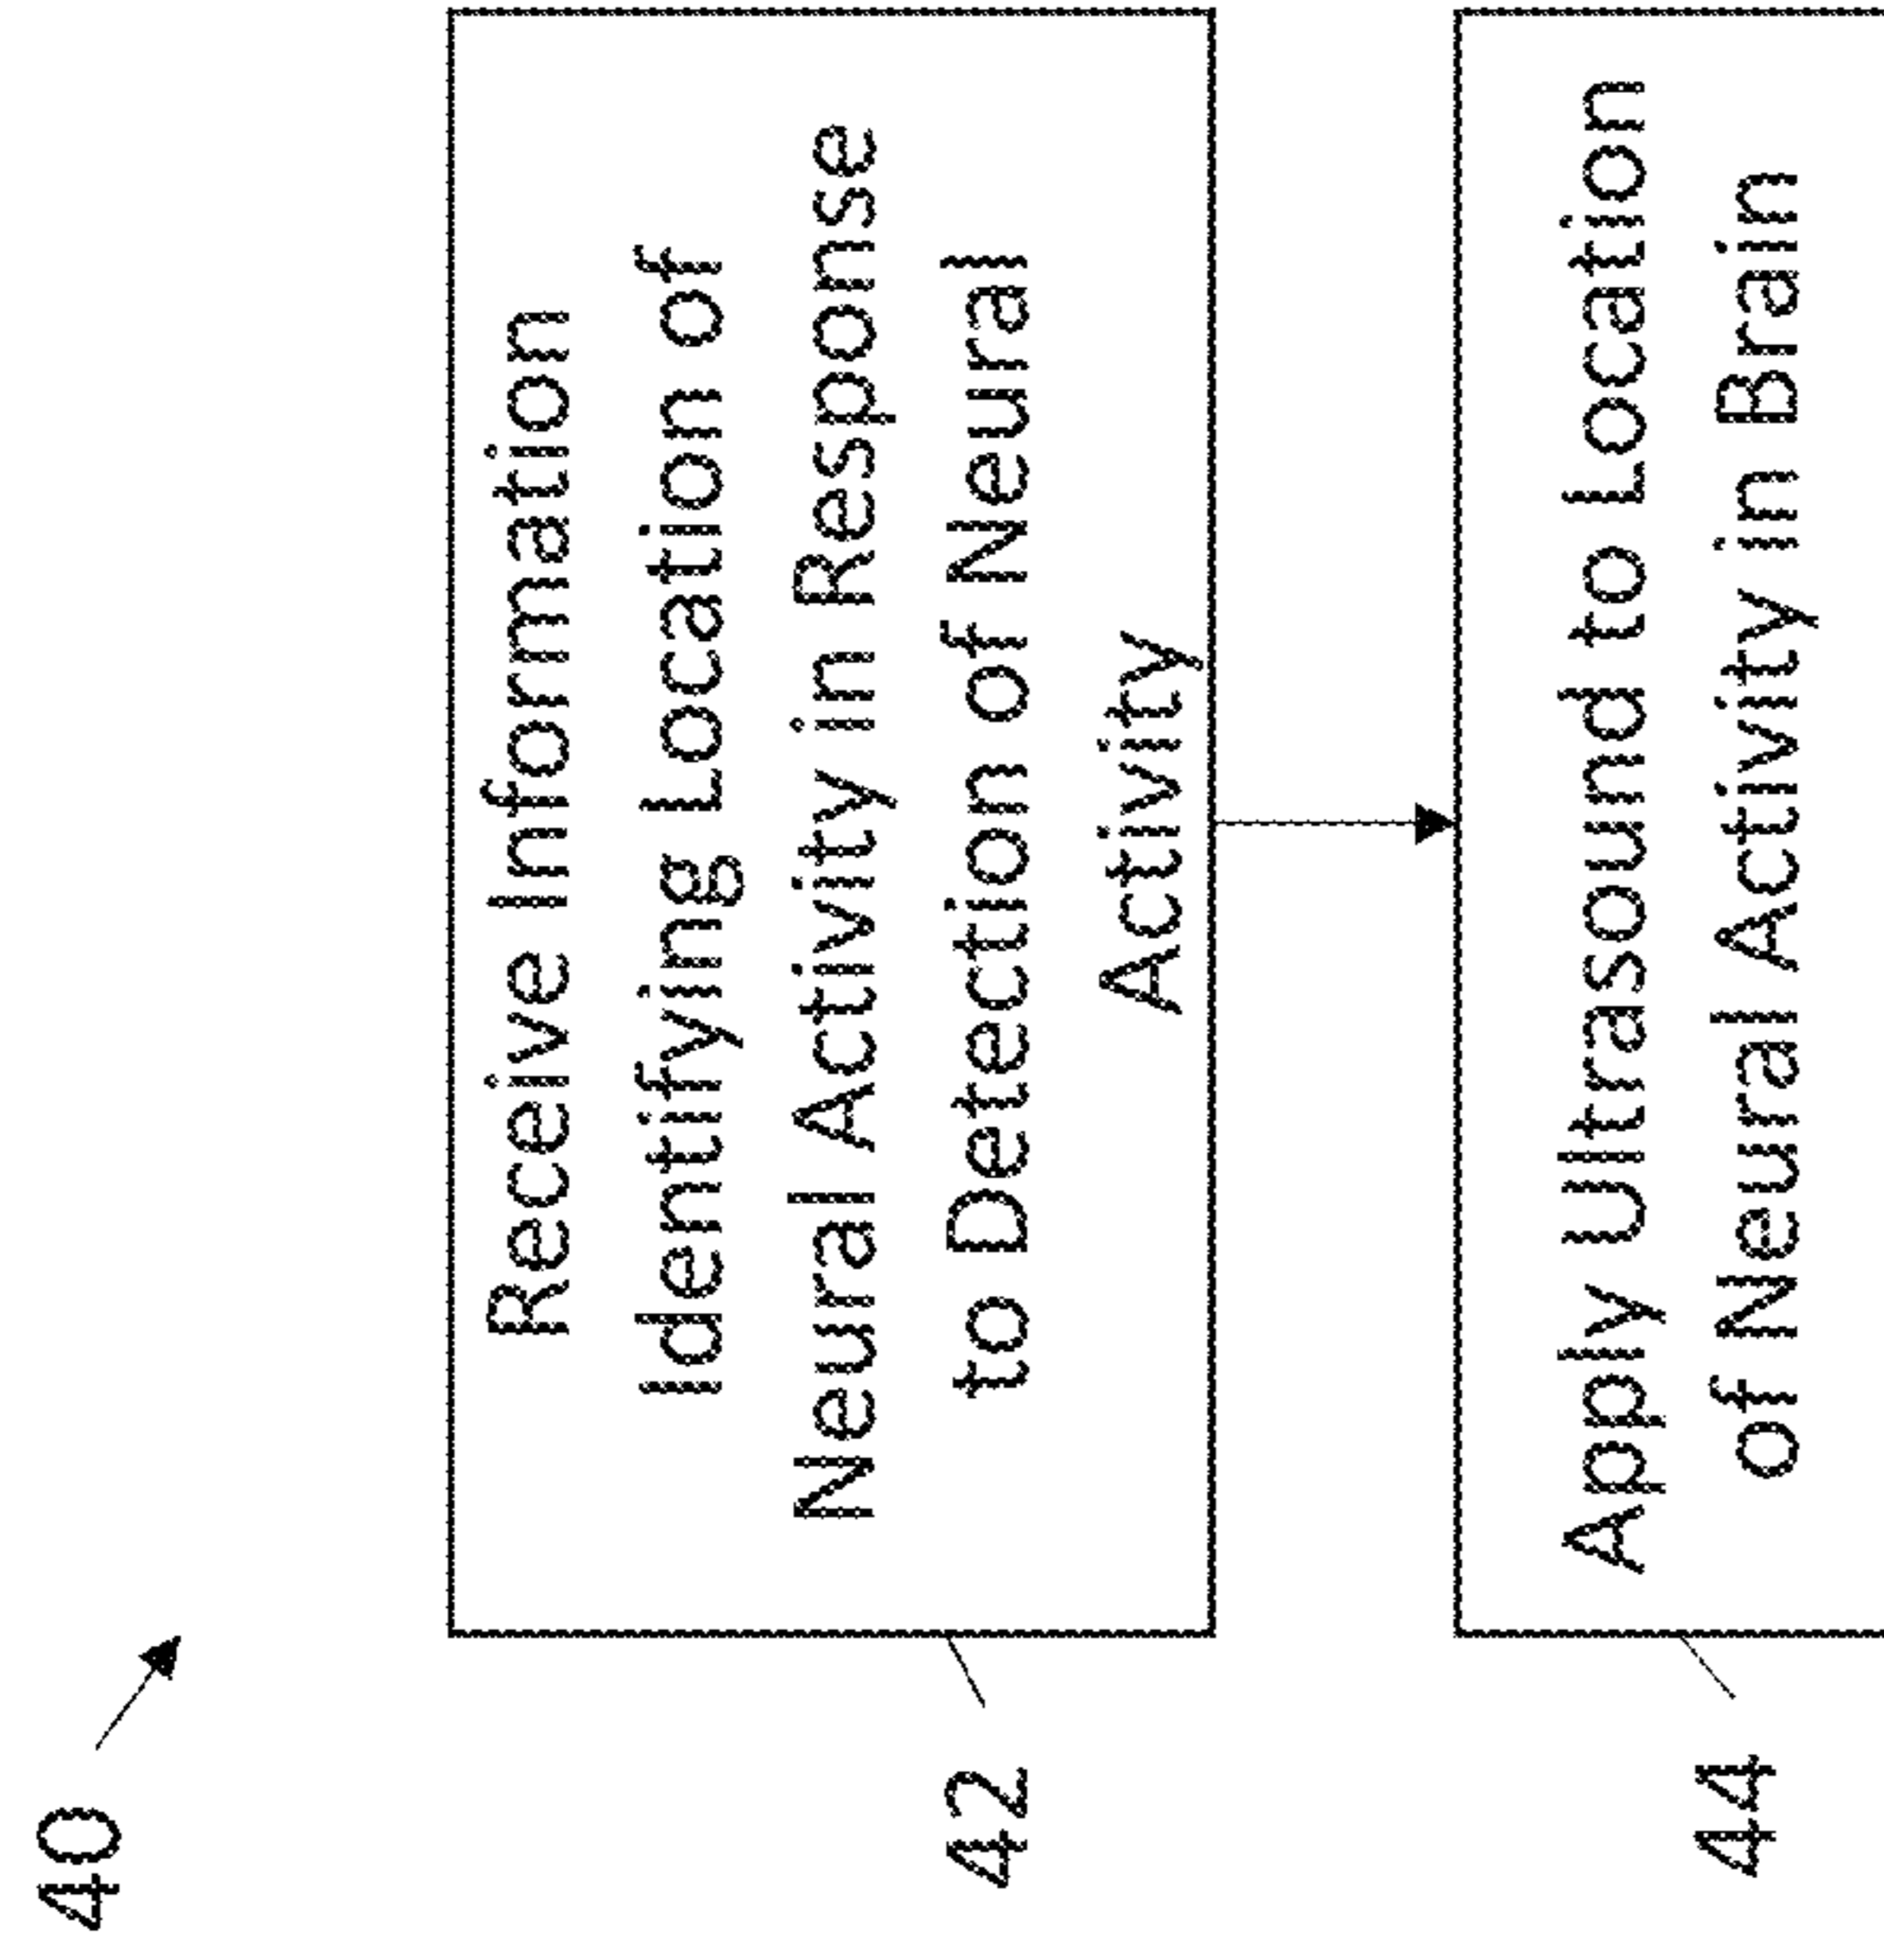 40
Receive Information
Identifying Location of
Neural Activity in Response
to Detection of Neural
Activity
42
Apply Ultrasound to Location
of Neural Activity in Brain
44